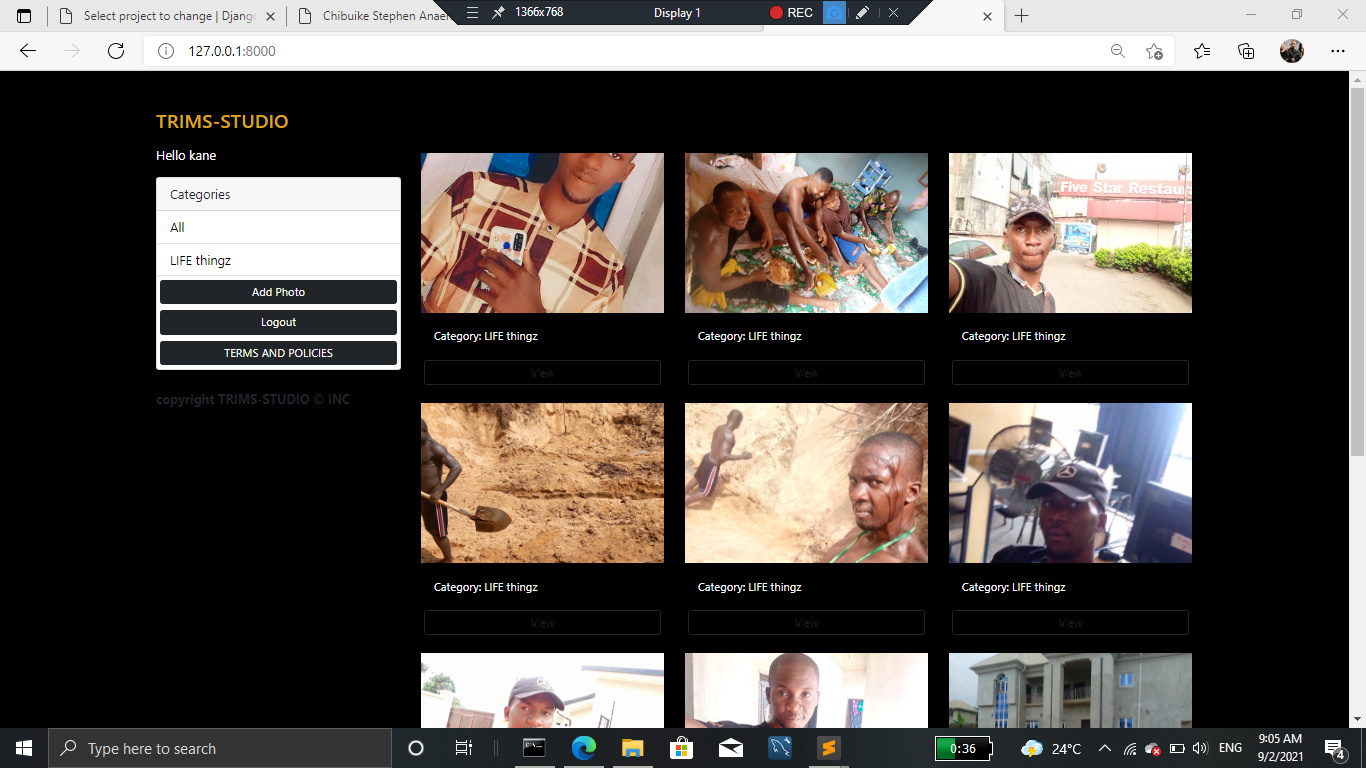 Select project to change | Djang
Chibuike Stephen Anaer
1366x768
Display 1
REC
127.0.0.1:8000
TRIMS-STUDIO
Hello kane
Categories
All
LIFE thingz
Add Photo
Logout
TERMS AND POLICIES
copyright TRIMS-STUDIO © INC
Five Star Restau
Category: LIFE thingz
Category: LIFE thingz
Category: LIFE thingz
View
View
View
Category: LIFE thingz
Category: LIFE thingz
Category: LIFE thingz
View
View
View
Type here to search
0:36
24°C
ENG
9:05 AM
9/2/2021
4